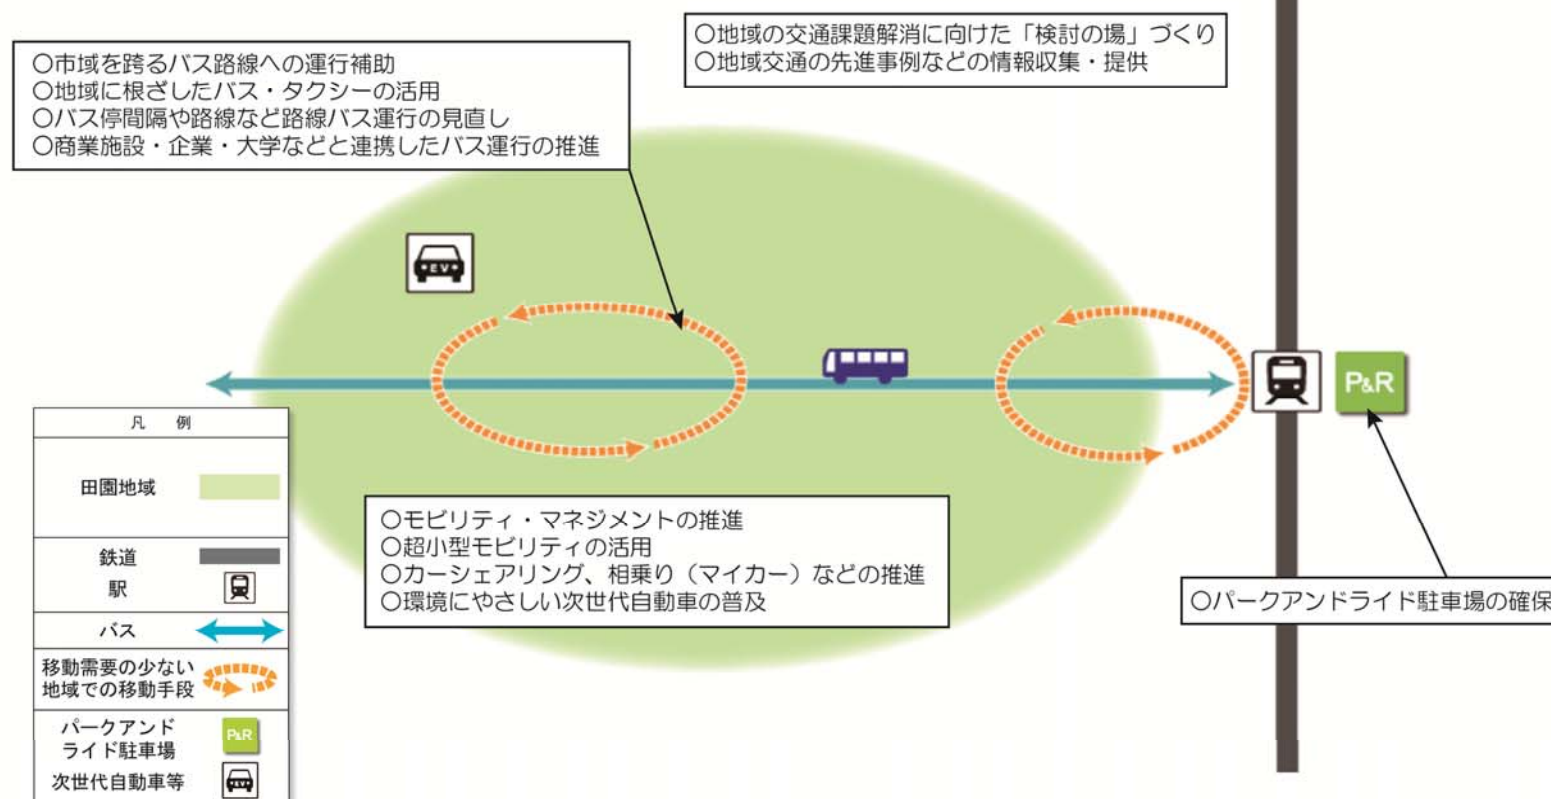 ○地域の交通課題解消に向けた「検討の場」づくり
○地域交通の先進事例などの情報収集・提供
○市域を跨るバス路線への運行補助
○地域に根ざしたバス・タクシーの活用
○バス停間隔や路線など路線バス運行の見直し
○商業施設・企業・大学などと連携したバス運行の推進
EV
P&R
凡 例
田園地域
鉄道
駅
バス
移動需要の少ない
地域での移動手段
パークアンド
ライド駐車場
P&R
次世代自動車等
EV
○モビリティ・マネジメントの推進
○超小型モビリティの活用
○カーシェアリング、相乗り（マイカー）などの推進
○環境にやさしい次世代自動車の普及
○パークアンドライド駐車場の確保